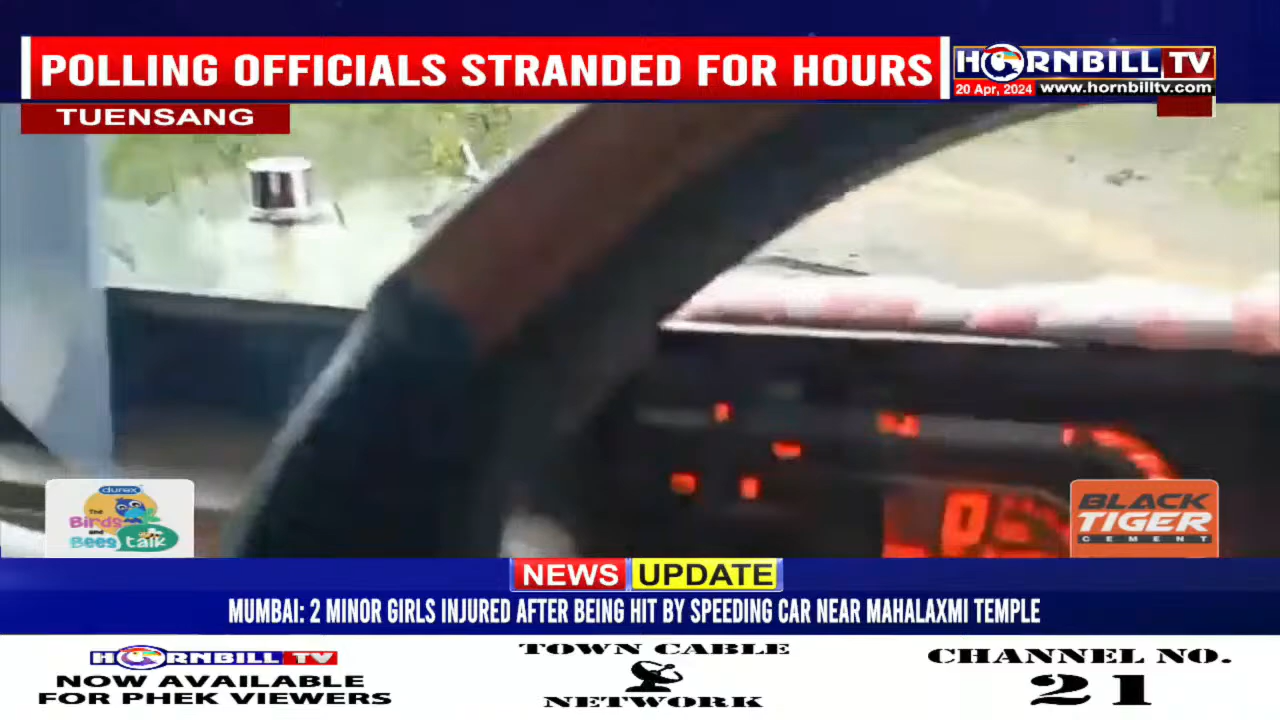 POLLING OFFICIALS STRANDED FOR HOURS
HORNBILL TV
20 Apr, 2024 www.hornbilltv.com
TUENSANG
durex
The
Birds
and
Bees talk
BLACK
TIGER
CEMENT
NEWS UPDATE
MUMBAI: 2 MINOR GIRLS INJURED AFTER BEING HIT BY SPEEDING CAR NEAR MAHALAXMI TEMPLE
HORNBILL TV
NOW AVAILABLE
FOR PHEK VIEWERS
TOWN CABLE
NETWORK
CHANNEL NO.
21